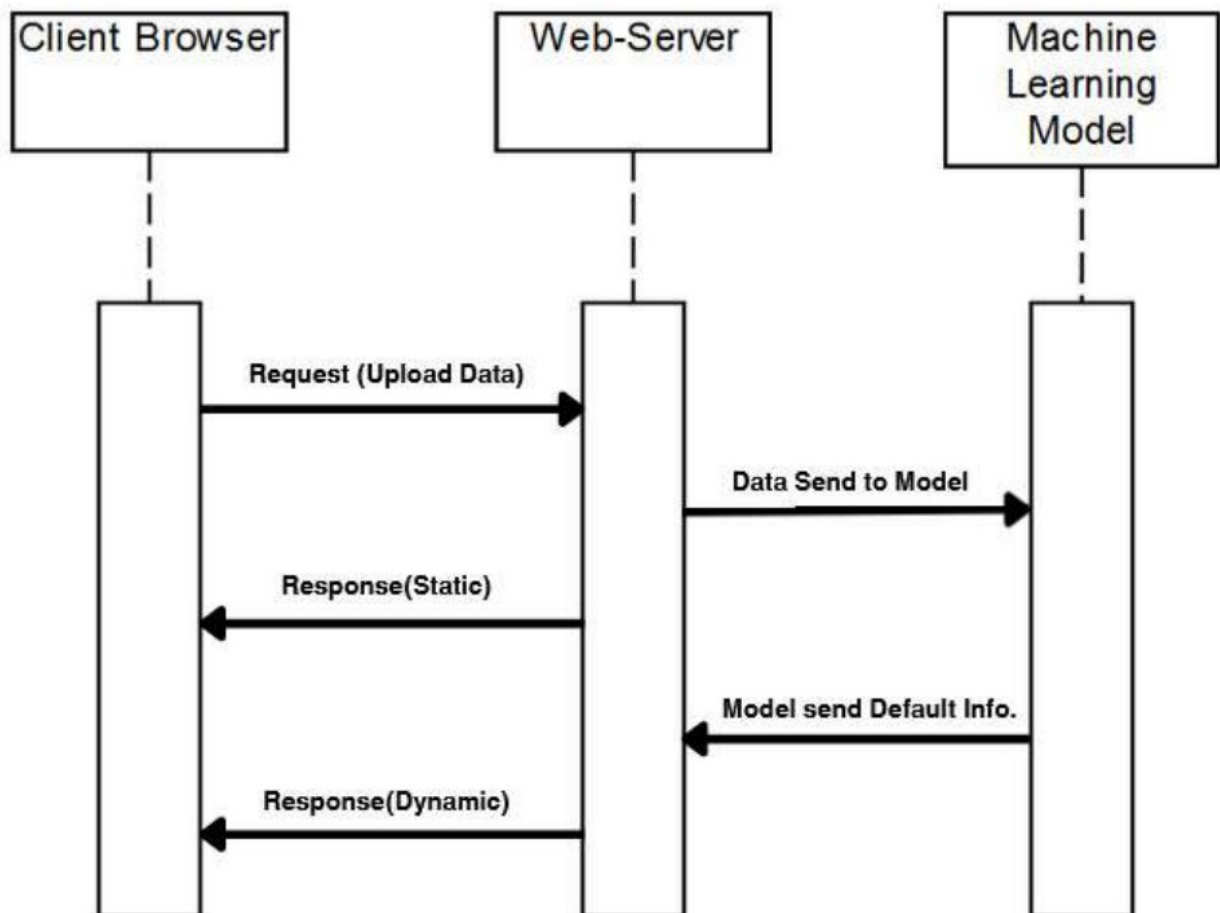 Client Browser
Web-Server
Machine
Learning
Model
Request (Upload Data)
Data Send to Model
Response(Static)
Model send Default Info.
Response(Dynamic)